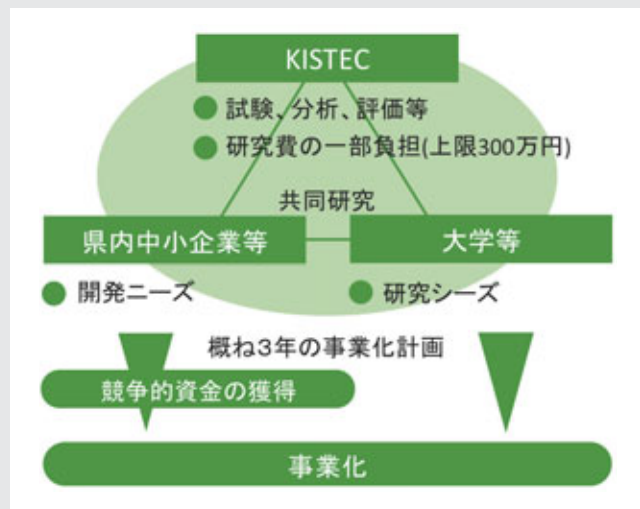 KISTEC
試験、分析、評価等
研究費の一部負担(上限300万円)
共同研究
県内中小企業等
大学等
開発ニーズ
研究シーズ
概ね3年の事業化計画
競争的資金の獲得
事業化